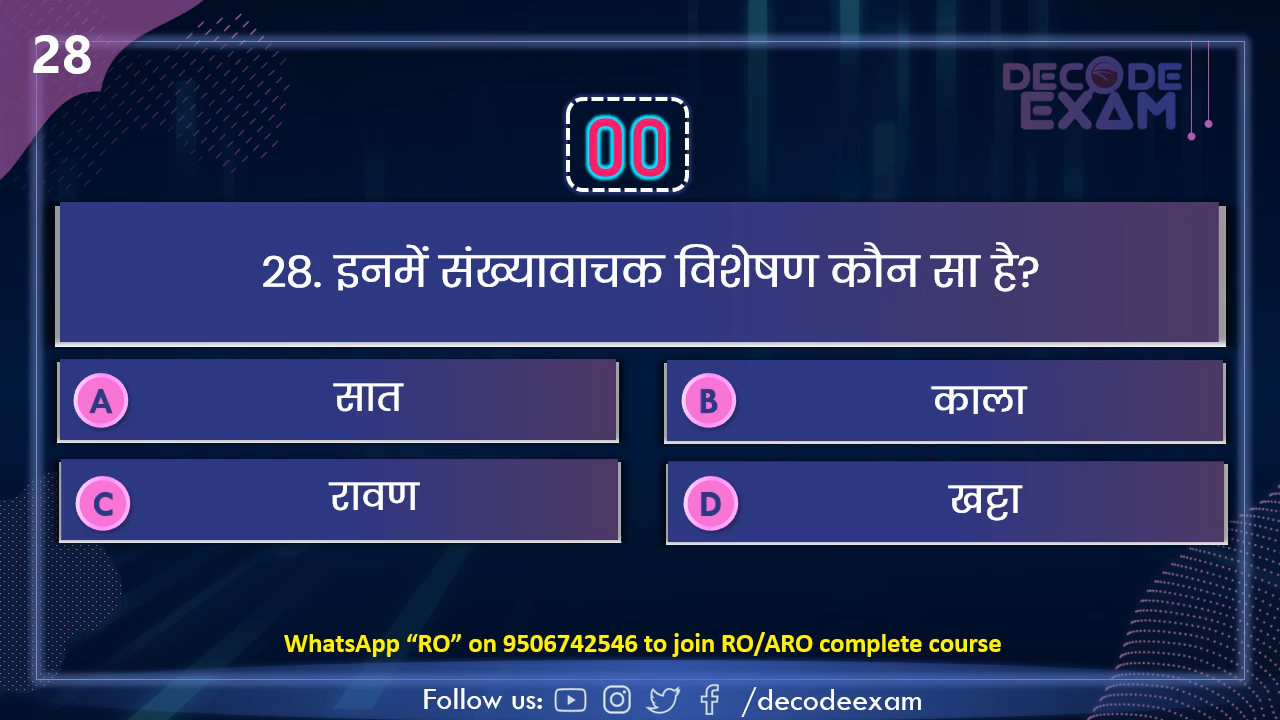 28
DECODE
EXAM
00
28. इनमें संख्यावाचक विशेषण कौन सा है?
A सात
B काला
C रावण
D खट्टा
WhatsApp “RO” on 9506742546 to join RO/ARO complete course
Follow us: /decodeexam